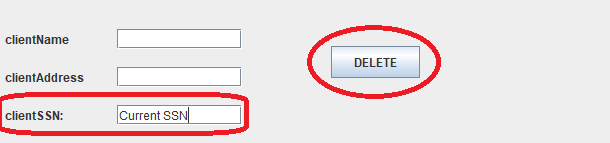 clientName
DELETE
clientAddress
clientSSN: Current SSN